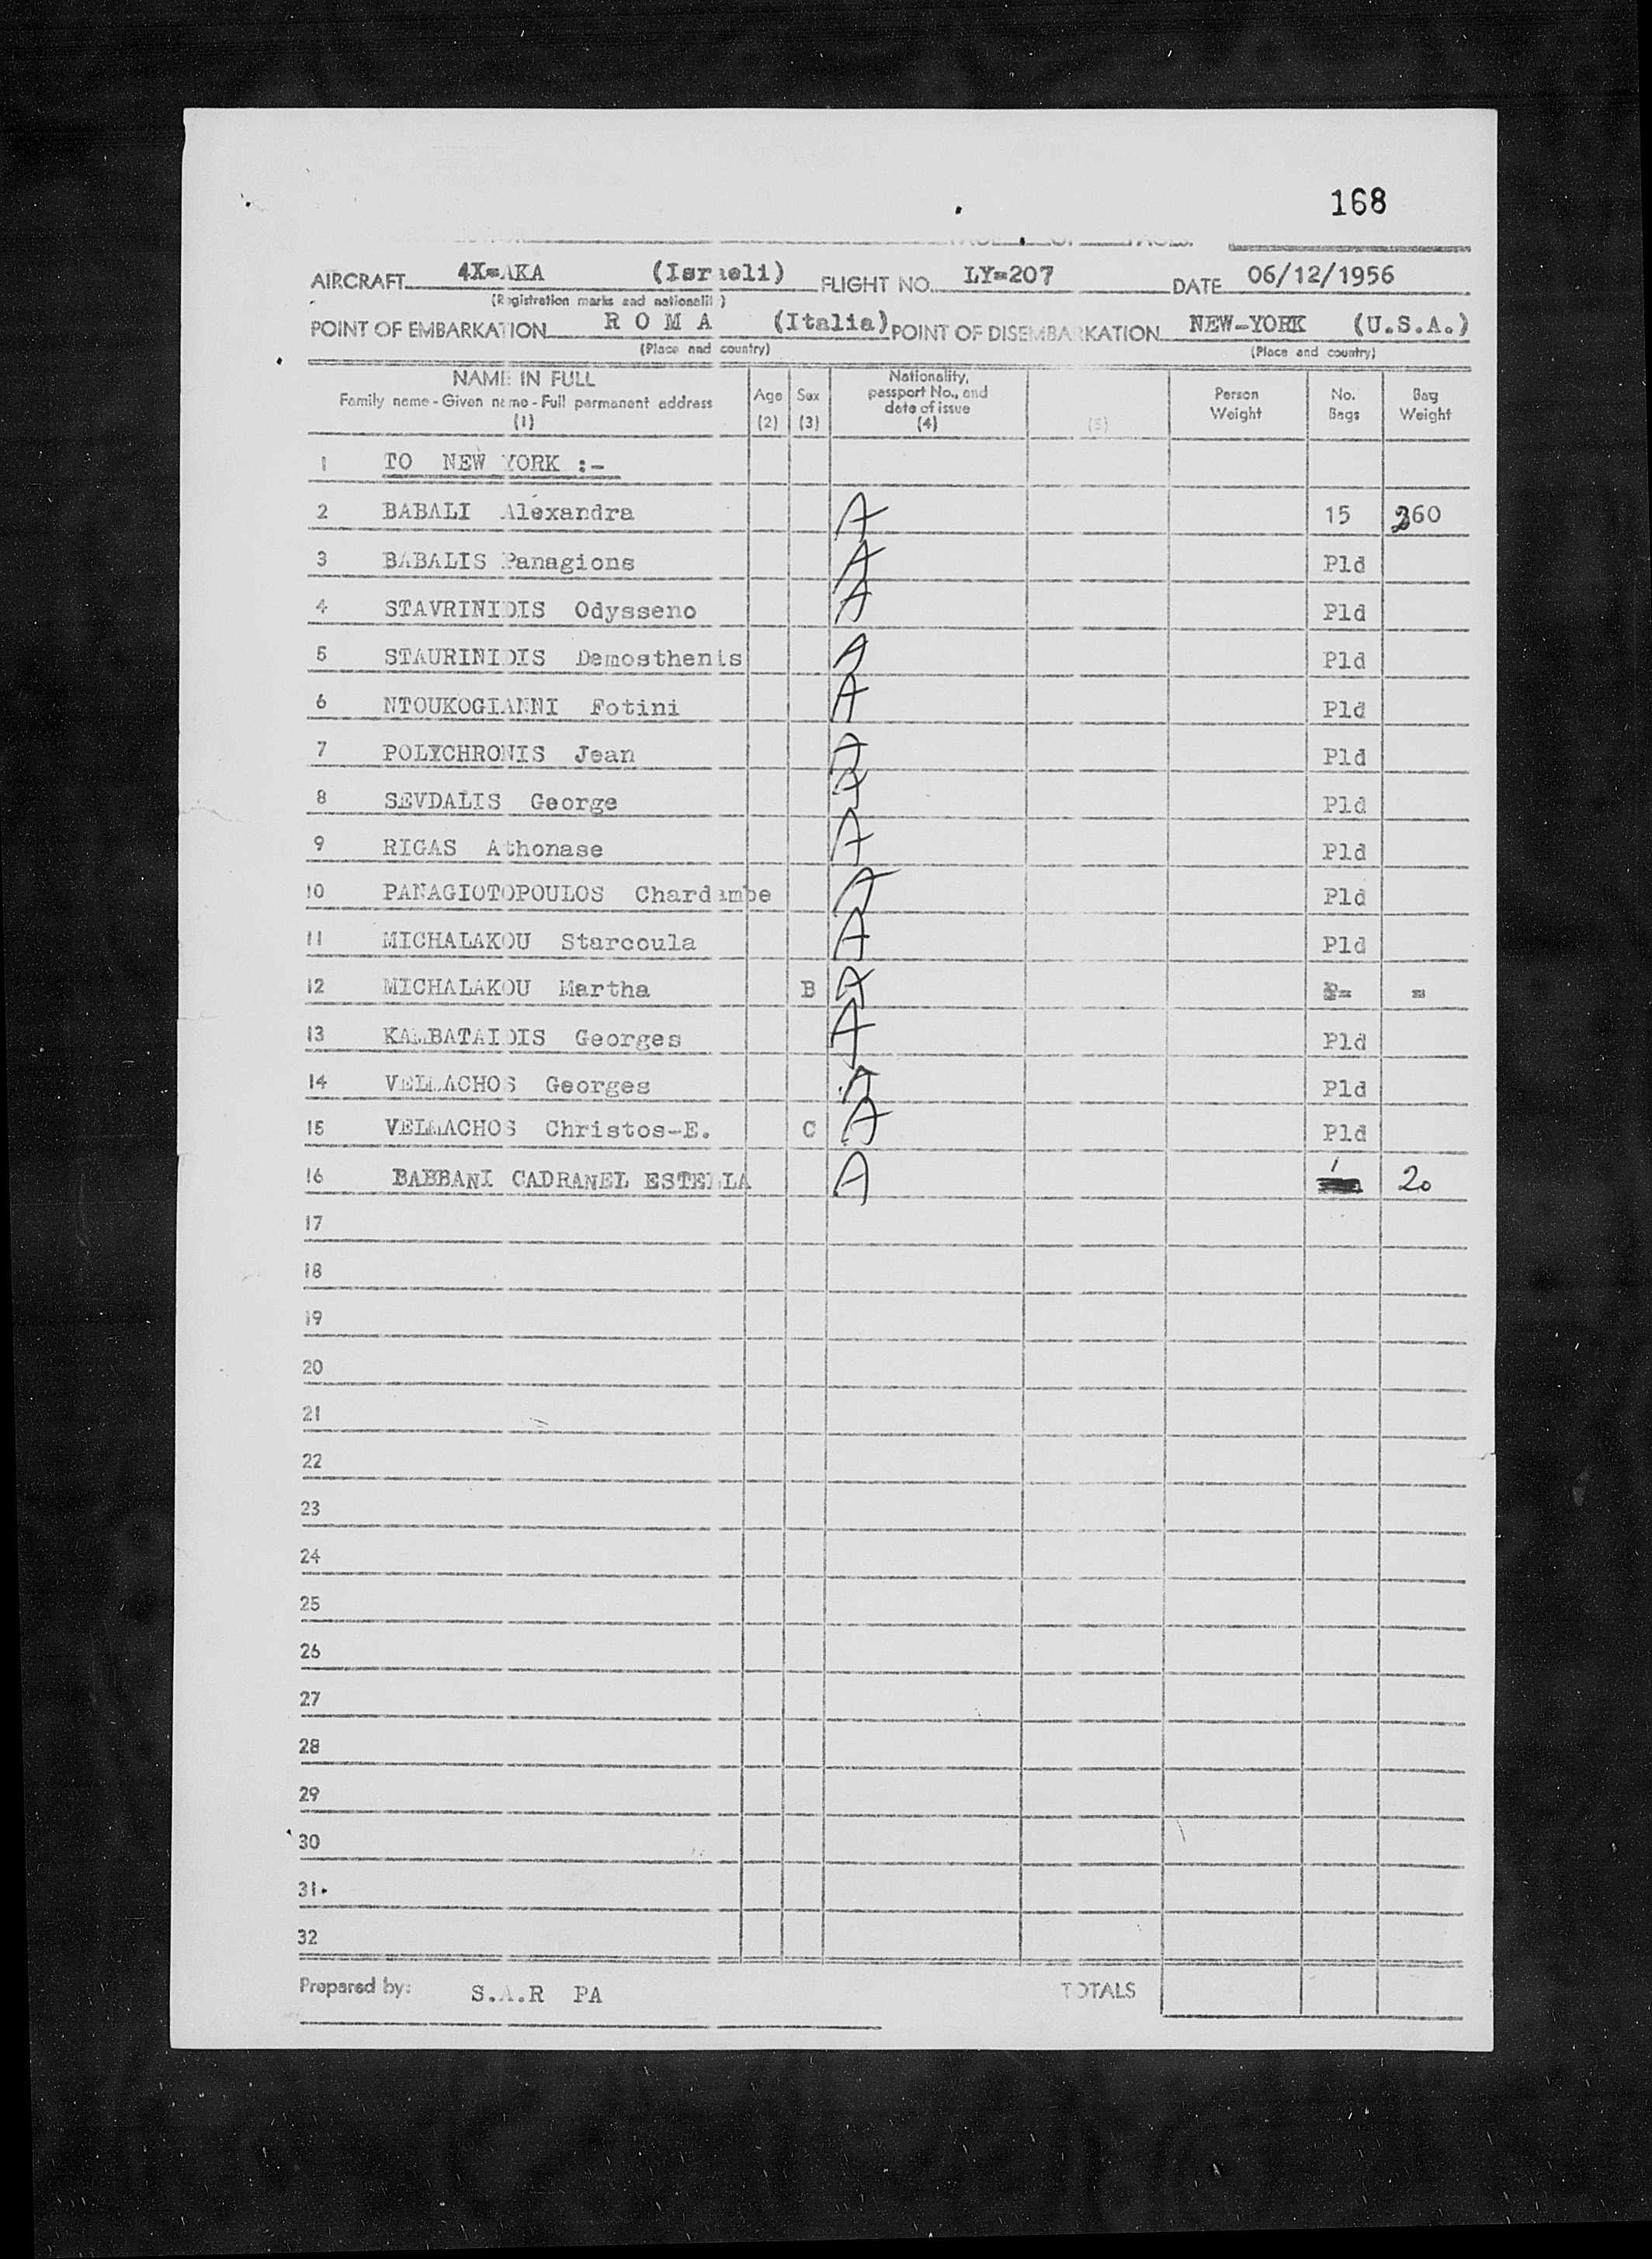 168
AIRCRAFT 4X=AKA (Israeli) FLIGHT NO. LY=207 DATE 06/12/1956
(Registration marks and nationality)
POINT OF EMBARKATION R O M A (Italia) POINT OF DISEMBARKATION NEW-YORK (U.S.A.)
(Place and country) (Place and country)
NAME IN FULL Age Sex Nationality, passport No., and date of issue Person Weight No. Bags Bag Weight
Family name - Given name - Full permanent address
(1) (2) (3) (4) (5)
1 TO NEW YORK :-
2 BABALI Alexandra A 15 260
3 BABALIS Panagions A Pld
4 STAVRINIDIS Odysseno A Pld
5 STAURINIDIS Demosthenis A Pld
6 NTOUKOGIANNI Fotini A Pld
7 POLYCHRONIS Jean A Pld
8 SEVDALIS George A Pld
9 RIGAS Athonase A Pld
10 PANAGIOTOPOULOS Chardambe A Pld
11 MICHALAKOU Starcoula A Pld
12 MICHALAKOU Martha B A = =
13 KAMBATAIDIS Georges A Pld
14 VELMACHOS Georges A Pld
15 VELMACHOS Christos-E. C A Pld
16 BABBANI CADRANEL ESTELLA A 1 20
17
18
19
20
21
22
23
24
25
26
27
28
29
30
31
32
Prepared by: S.A.R PA TOTALS